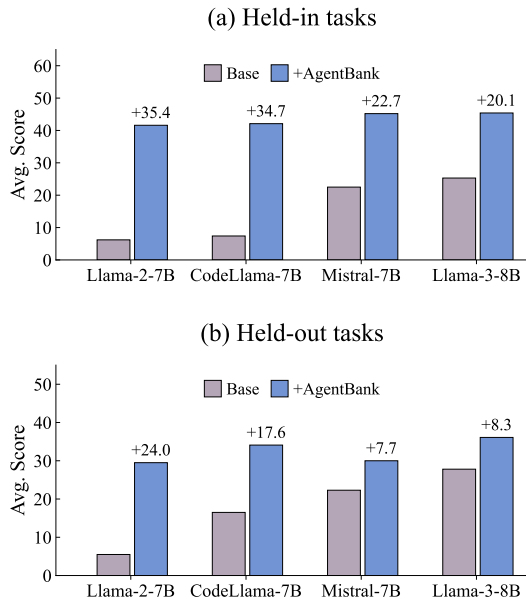 (a) Held-in tasks
Base +AgentBank
60
50
40
30
20
10
0
Avg. Score
+35.4 +34.7 +22.7 +20.1
Llama-2-7B CodeLlama-7B Mistral-7B Llama-3-8B
(b) Held-out tasks
Base +AgentBank
50
40
30
20
10
0
Avg. Score
+24.0 +17.6 +7.7 +8.3
Llama-2-7B CodeLlama-7B Mistral-7B Llama-3-8B